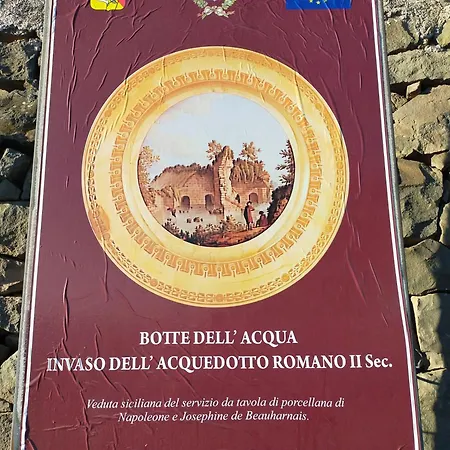 BOTTE DELL' ACQUA
INVASO DELL' ACQUEDOTTO ROMANO II Sec.
Veduta siciliana del servizio da tavola di porcellana di
Napoleone e Josephine de Beauharnais.